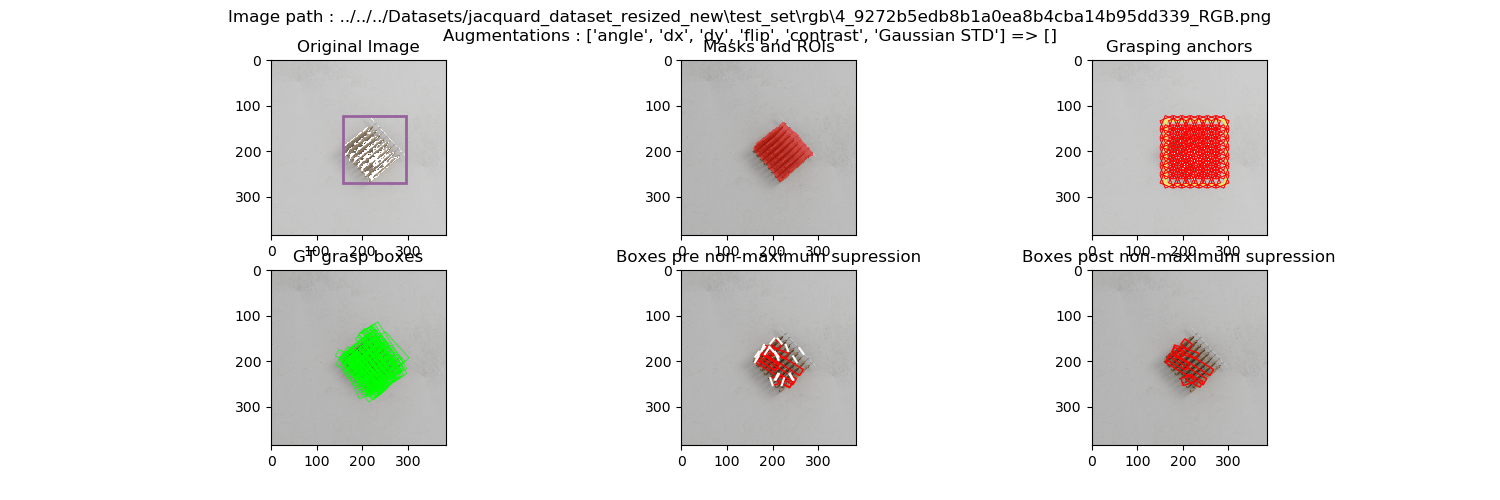 Image path : ../../../Datasets/jacquard_dataset_resized_new\test_set\rgb\4_9272b5edb8b1a0ea8b4cba14b95dd339_RGB.png
Augmentations : ['angle', 'dx', 'dy', 'flip', 'contrast', 'Gaussian STD'] => []
Original Image
0
100
200
300
0 100 200 300
Masks and ROIs
0
100
200
300
0 100 200 300
Grasping anchors
0
100
200
300
0 100 200 300
GT grasp boxes
0
100
200
300
0 100 200 300
Boxes pre non-maximum supression
0
100
200
300
0 100 200 300
Boxes post non-maximum supression
0
100
200
300
0 100 200 300